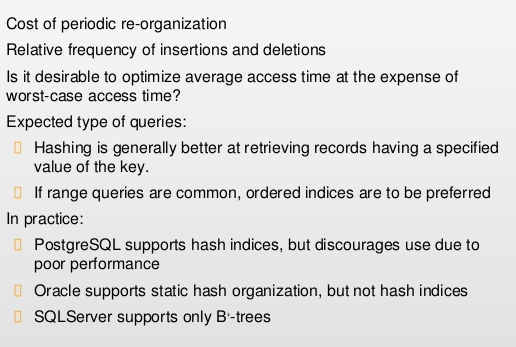 Cost of periodic re-organization
Relative frequency of insertions and deletions
Is it desirable to optimize average access time at the expense of
worst-case access time?
Expected type of queries:
Hashing is generally better at retrieving records having a specified
value of the key.
If range queries are common, ordered indices are to be preferred
In practice:
PostgreSQL supports hash indices, but discourages use due to
poor performance
Oracle supports static hash organization, but not hash indices
SQLServer supports only B⁺-trees